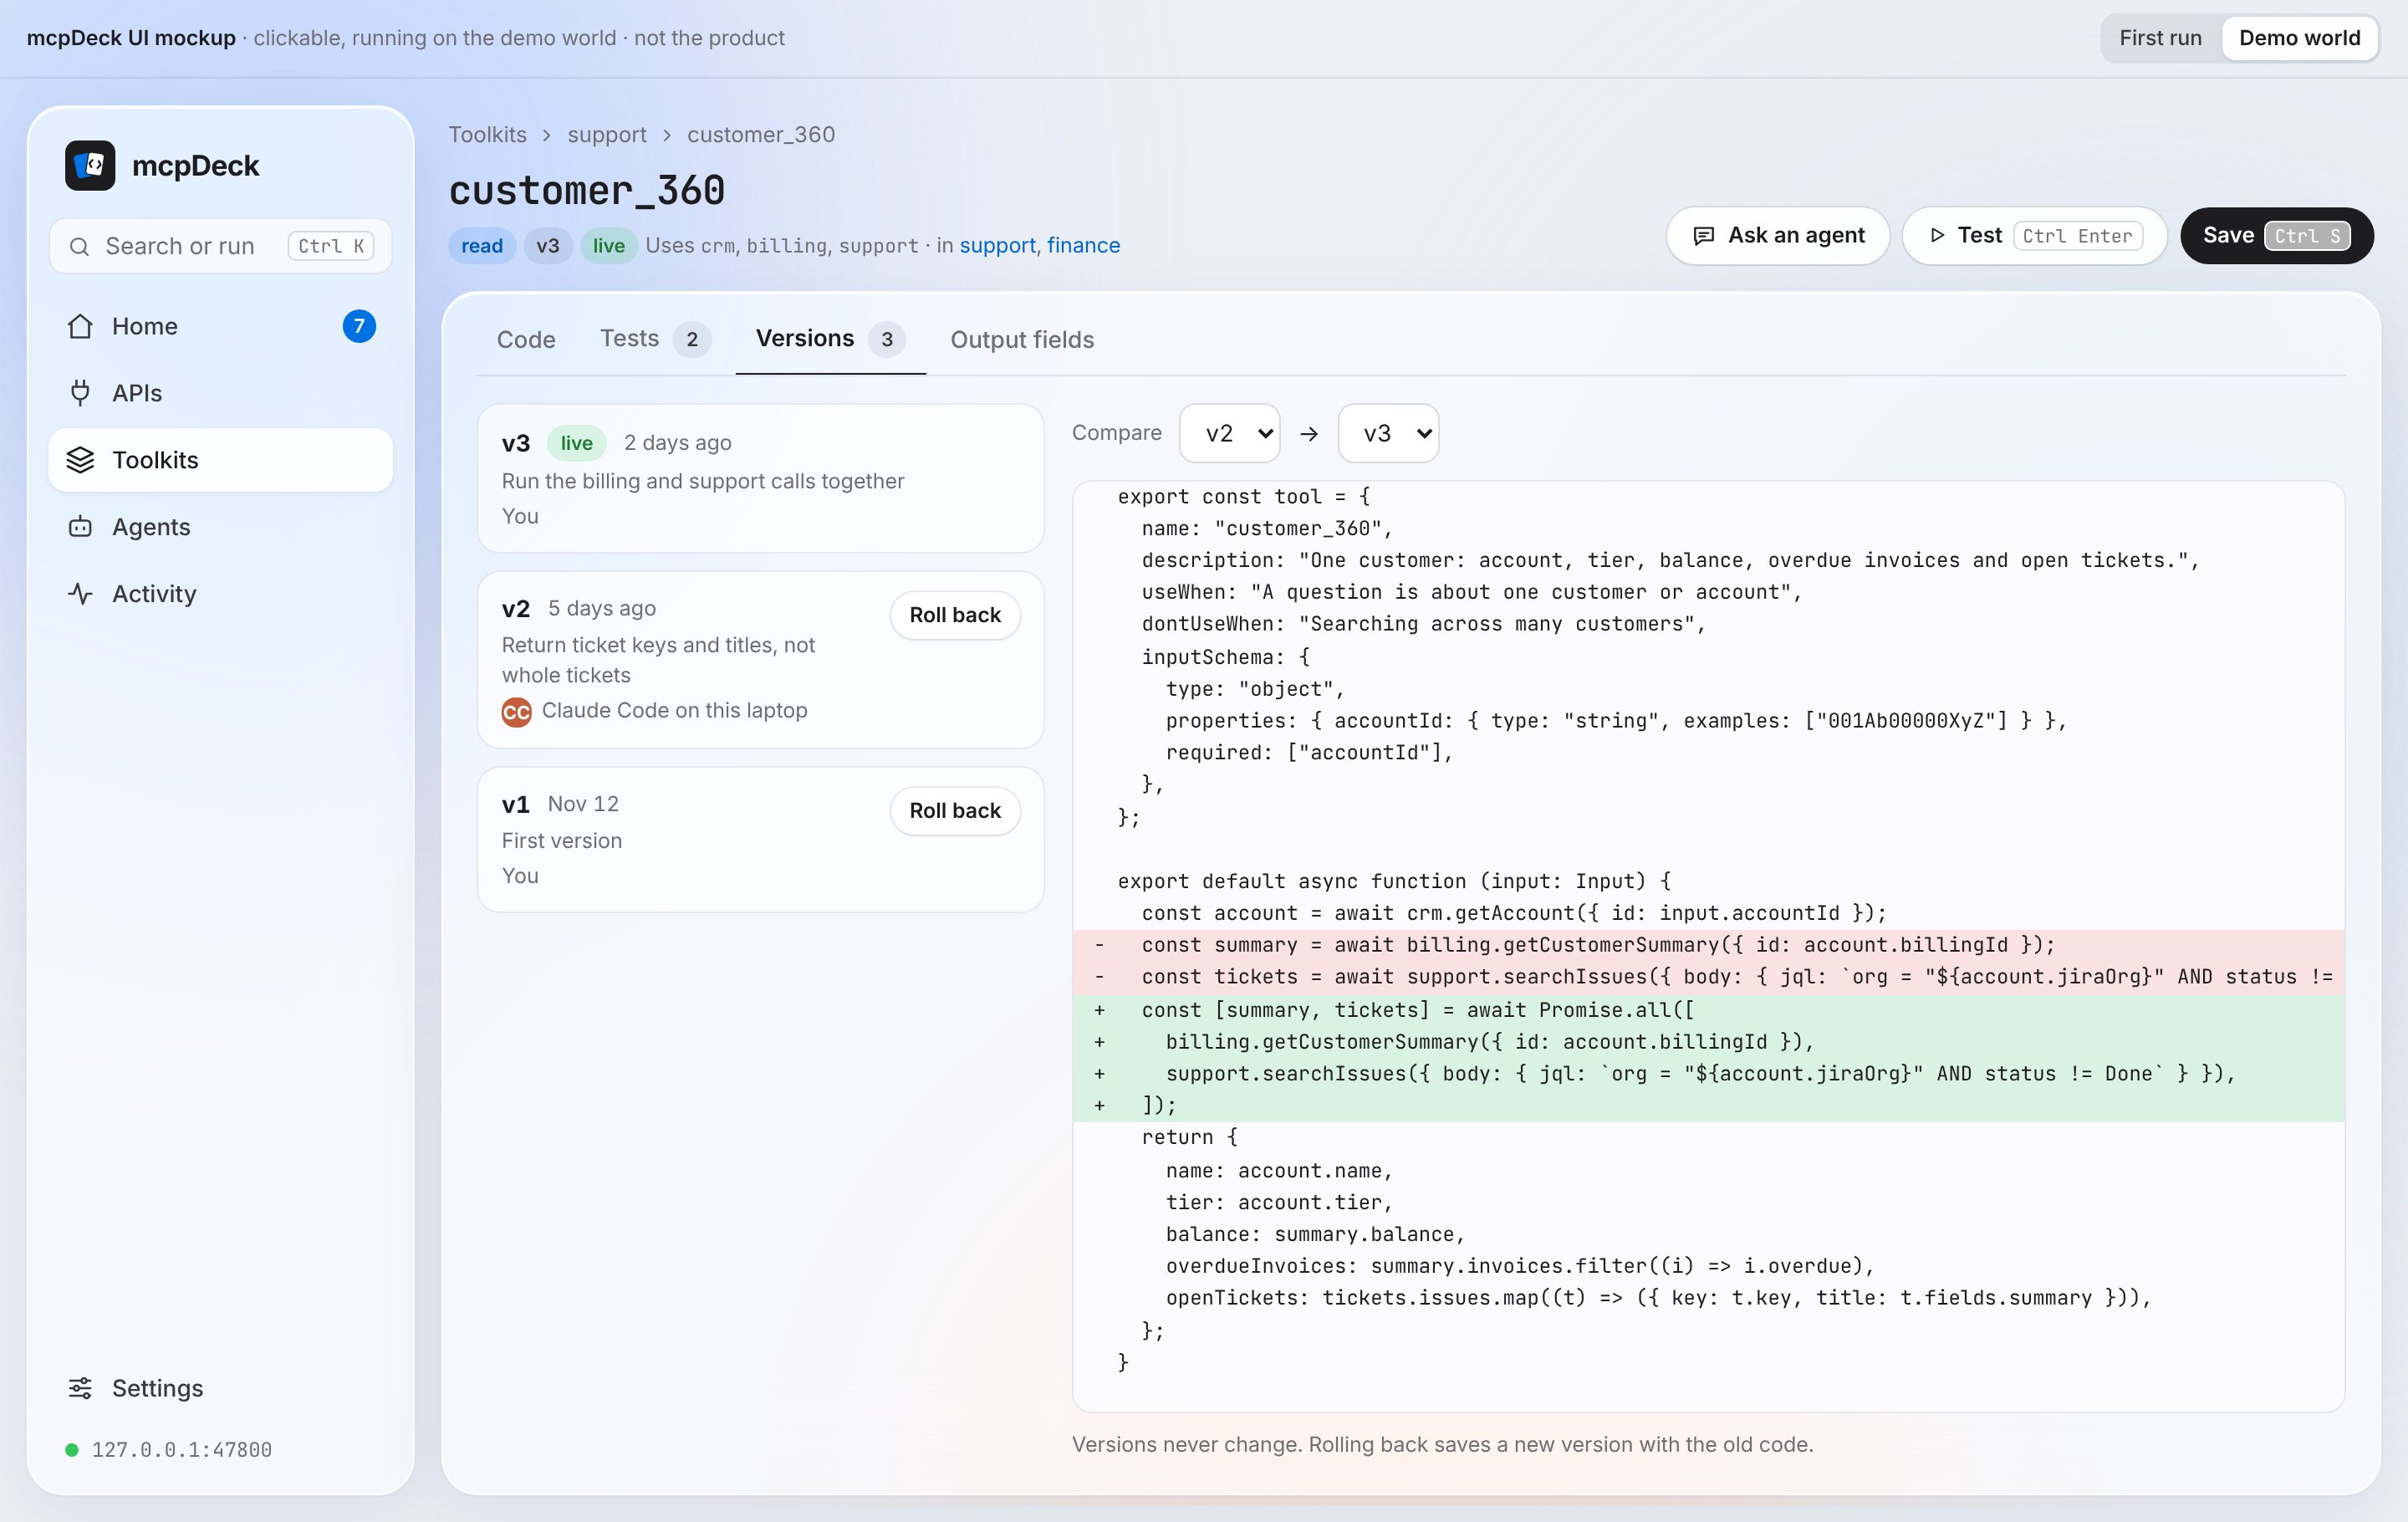 mcpDeck UI mockup · clickable, running on the demo world · not the product
First run
Demo world
mcpDeck
Search or run
Ctrl K
Home
7
APIs
Toolkits
Agents
Activity
Settings
127.0.0.1:47800
Toolkits > support > customer_360
customer_360
read v3 live Uses crm, billing, support · in support, finance
Ask an agent
Test Ctrl Enter
Save Ctrl S
Code
Tests 2
Versions 3
Output fields
v3 live 2 days ago
Run the billing and support calls together
You
v2 5 days ago
Roll back
Return ticket keys and titles, not
whole tickets
CC Claude Code on this laptop
v1 Nov 12
Roll back
First version
You
Compare v2 → v3
export const tool = {
  name: "customer_360",
  description: "One customer: account, tier, balance, overdue invoices and open tickets.",
  useWhen: "A question is about one customer or account",
  dontUseWhen: "Searching across many customers",
  inputSchema: {
    type: "object",
    properties: { accountId: { type: "string", examples: ["001Ab00000XyZ"] } },
    required: ["accountId"],
  },
};
export default async function (input: Input) {
  const account = await crm.getAccount({ id: input.accountId });
-   const summary = await billing.getCustomerSummary({ id: account.billingId });
-   const tickets = await support.searchIssues({ body: { jql: `org = "${account.jiraOrg}" AND status !=
+   const [summary, tickets] = await Promise.all([
+     billing.getCustomerSummary({ id: account.billingId }),
+     support.searchIssues({ body: { jql: `org = "${account.jiraOrg}" AND status != Done` } }),
+   ]);
  return {
    name: account.name,
    tier: account.tier,
    balance: summary.balance,
    overdueInvoices: summary.invoices.filter((i) => i.overdue),
    openTickets: tickets.issues.map((t) => ({ key: t.key, title: t.fields.summary })),
  };
}
Versions never change. Rolling back saves a new version with the old code.